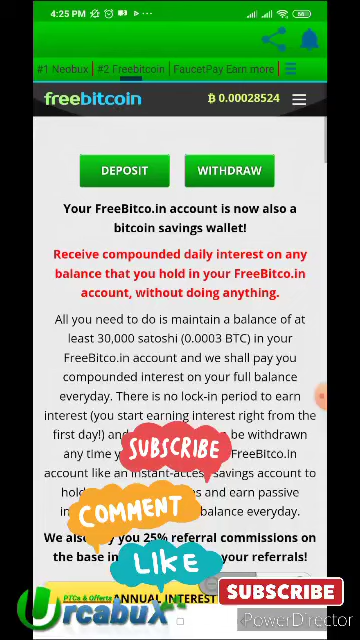 4:25 PM
56
#1 Neobux #2 Freebitcoin FaucetPay Earn more
freebitcoin 0.00028524
DEPOSIT WITHDRAW
Your FreeBitco.in account is now also a
bitcoin savings wallet!
Receive compounded daily interest on any
balance that you hold in your FreeBitco.in
account, without doing anything.
All you need to do is maintain a balance of at
least 30,000 satoshi (0.0003 BTC) in your
FreeBitco.in account and we shall pay you
compounded interest on your full balance
everyday. There is no lock-in period to earn
interest (you start earning interest right from the
first day!) and be withdrawn
any time FreeBitco.in
account like an instant-access savings account to
hold and earn passive
balance everyday.
We also you 25% referral commissions on
the base your referrals!
ANNUAL INTEREST
SUBSCRIBE
COMMENT
LIKE
SUBSCRIBE
PTCs & Offerts
Urcabux
PowerDirector